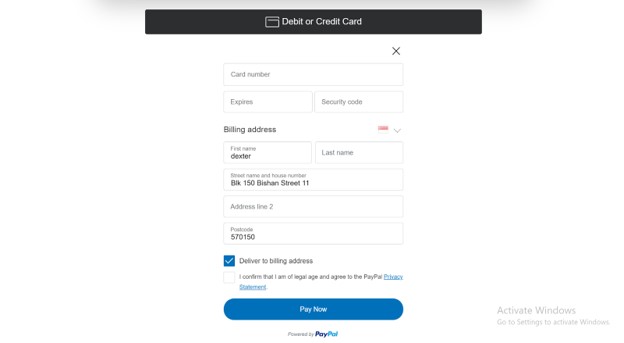 Debit or Credit Card
Card number
Expires
Security code
Billing address
First name
dexter
Last name
Street name and house number
Blk 150 Bishan Street 11
Address line 2
Postcode
570150
Deliver to billing address
I confirm that I am of legal age and agree to the PayPal Privacy
Statement.
Pay Now
Powered by PayPal
Activate Windows
Go to Settings to activate Windows.